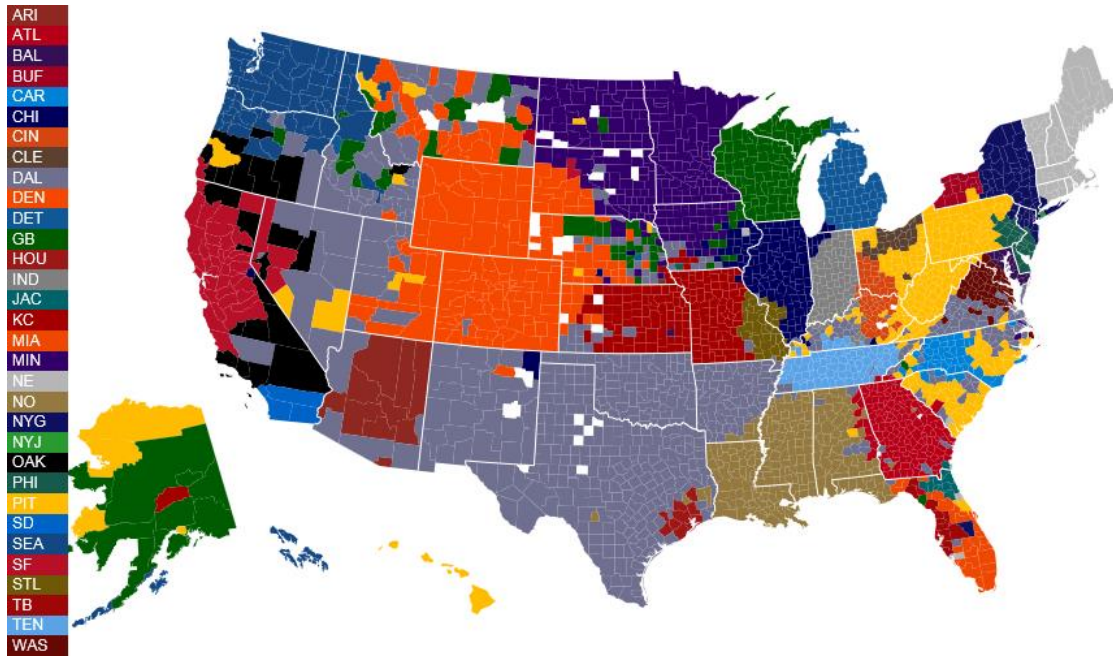 ARI
ATL
BAL
BUF
CAR
CHI
CIN
CLE
DAL
DEN
DET
GB
HOU
IND
JAC
KC
MIA
MIN
NE
NO
NYG
NYJ
OAK
PHI
PIT
SD
SEA
SF
STL
TB
TEN
WAS